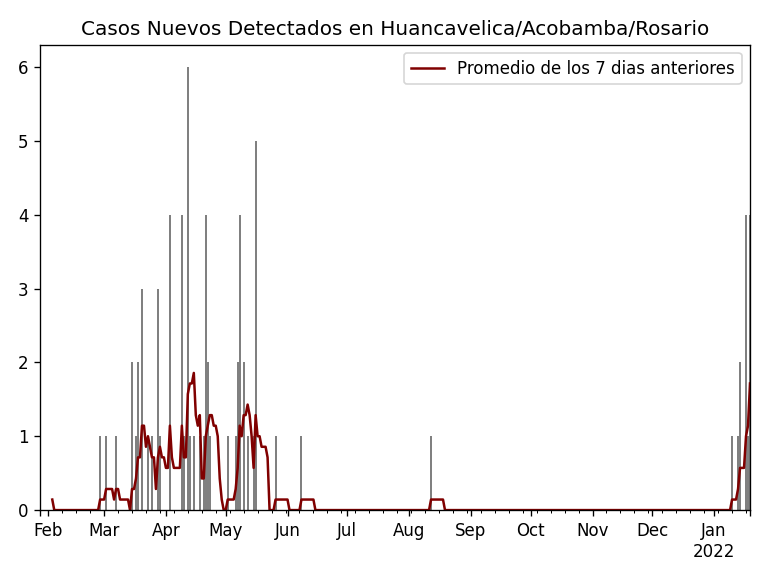 Casos Nuevos Detectados en Huancavelica/Acobamba/Rosario
Promedio de los 7 dias anteriores
6
5
4
3
2
1
0
Feb Mar Apr May Jun Jul Aug Sep Oct Nov Dec Jan
2022